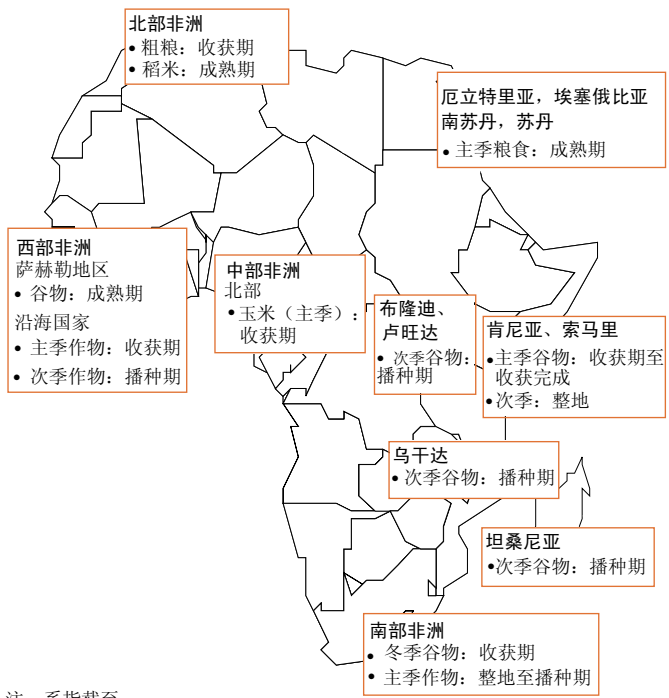 北部非洲
• 粗粮：收获期
• 稻米：成熟期
厄立特里亚，埃塞俄比亚
南苏丹，苏丹
• 主季粮食：成熟期
西部非洲
萨赫勒地区
• 谷物：成熟期
沿海国家
• 主季作物：收获期
• 次季作物：播种期
中部非洲
北部
• 玉米（主季）：
收获期
布隆迪、
卢旺达
• 次季谷物：
播种期
肯尼亚、索马里
• 主季谷物：收获期至
收获完成
• 次季：整地
乌干达
• 次季谷物：播种期
坦桑尼亚
• 次季谷物：播种期
南部非洲
• 冬季谷物：收获期
• 主季作物：整地至播种期